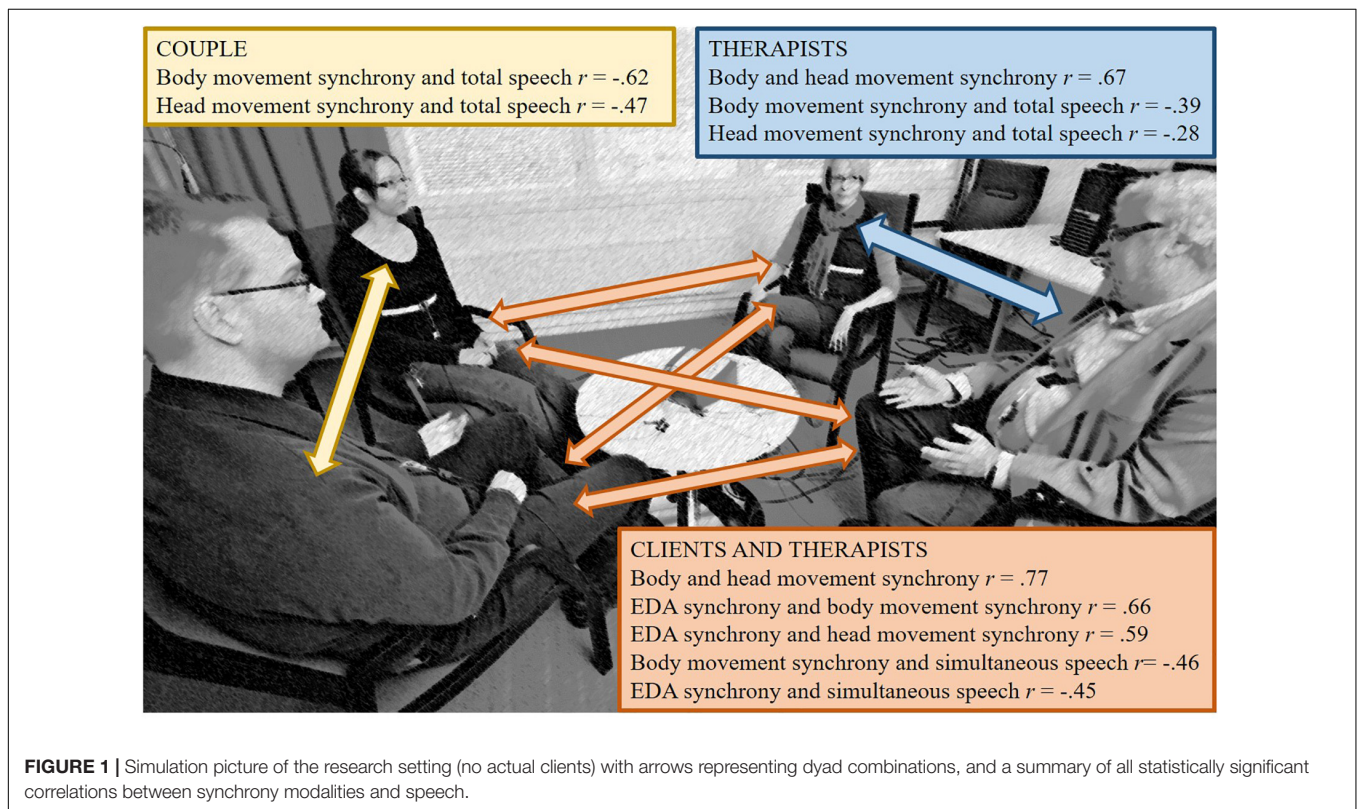 COUPLE
Body movement synchrony and total speech r = -.62
Head movement synchrony and total speech r = -.47
THERAPISTS
Body and head movement synchrony r = .67
Body movement synchrony and total speech r = -.39
Head movement synchrony and total speech r = -.28
CLIENTS AND THERAPISTS
Body and head movement synchrony r = .77
EDA synchrony and body movement synchrony r = .66
EDA synchrony and head movement synchrony r = .59
Body movement synchrony and simultaneous speech r= -.46
EDA synchrony and simultaneous speech r = -.45
FIGURE 1 | Simulation picture of the research setting (no actual clients) with arrows representing dyad combinations, and a summary of all statistically significant
correlations between synchrony modalities and speech.